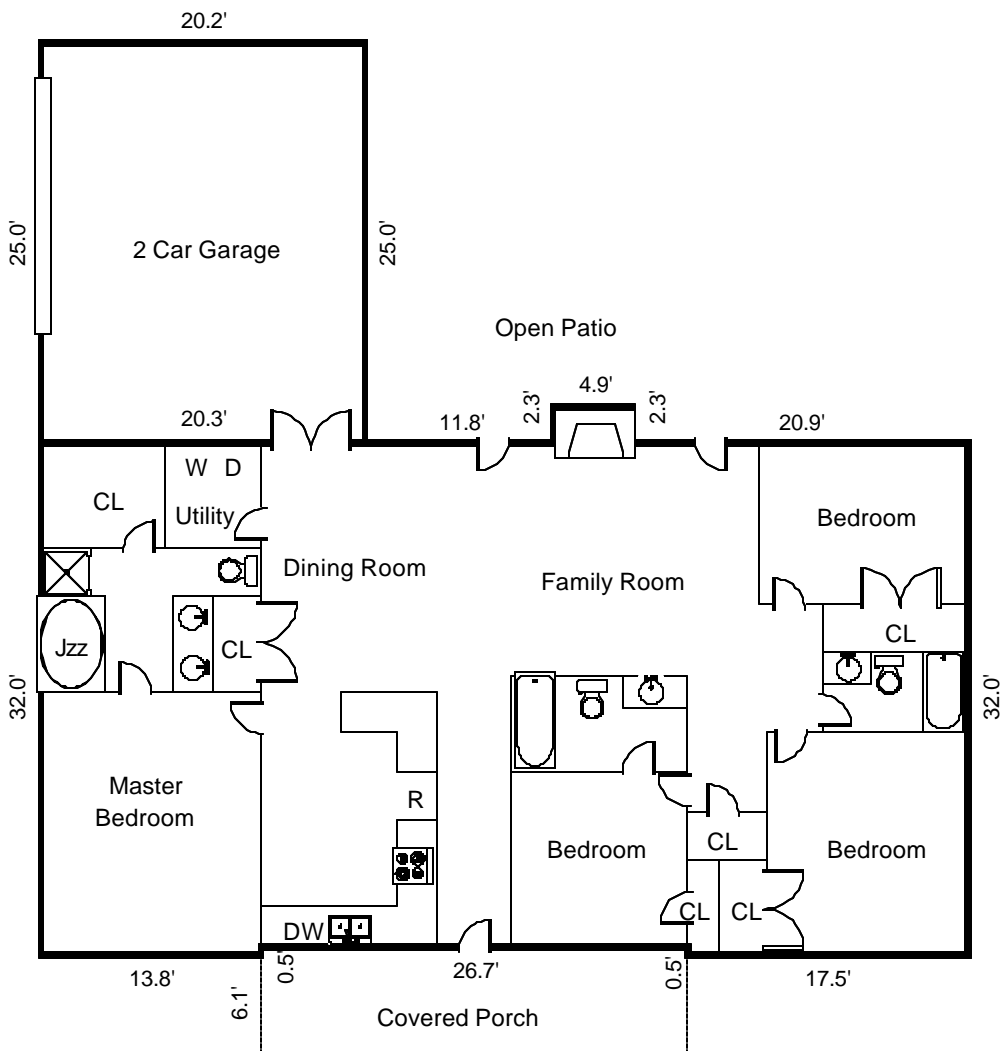 20.2'
25.0'
25.0'
2 Car Garage
Open Patio
4.9'
2.3'
2.3'
20.3'
11.8'
20.9'
W D
CL
Utility
Bedroom
Dining Room
Family Room
Jzz
CL
CL
32.0'
32.0'
Master
Bedroom
R
Bedroom
CL
Bedroom
CL
CL
DW
13.8'
0.5'
26.7'
0.5'
17.5'
6.1'
Covered Porch